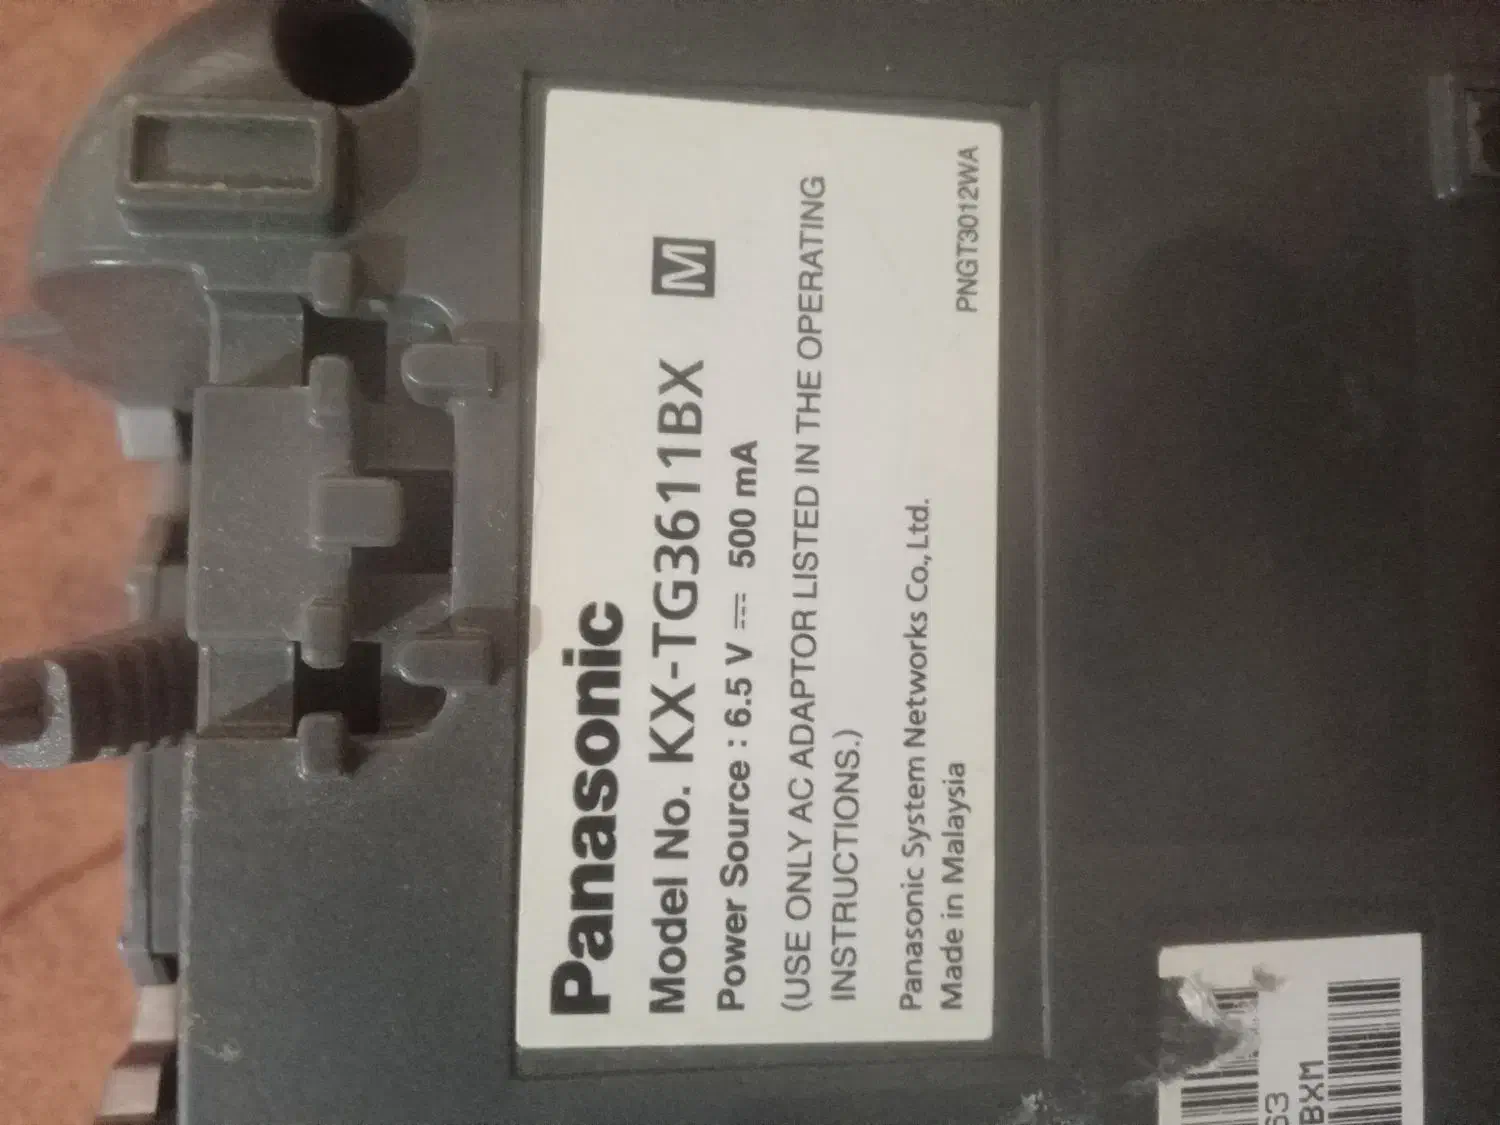 Panasonic
Model No. KX-TG3611BX M
Power Source : 6.5 V ⎓ 500 mA
(USE ONLY AC ADAPTOR LISTED IN THE OPERATING
INSTRUCTIONS.)
Panasonic System Networks Co., Ltd.
Made in Malaysia
PNGT3012WA
63
BXM